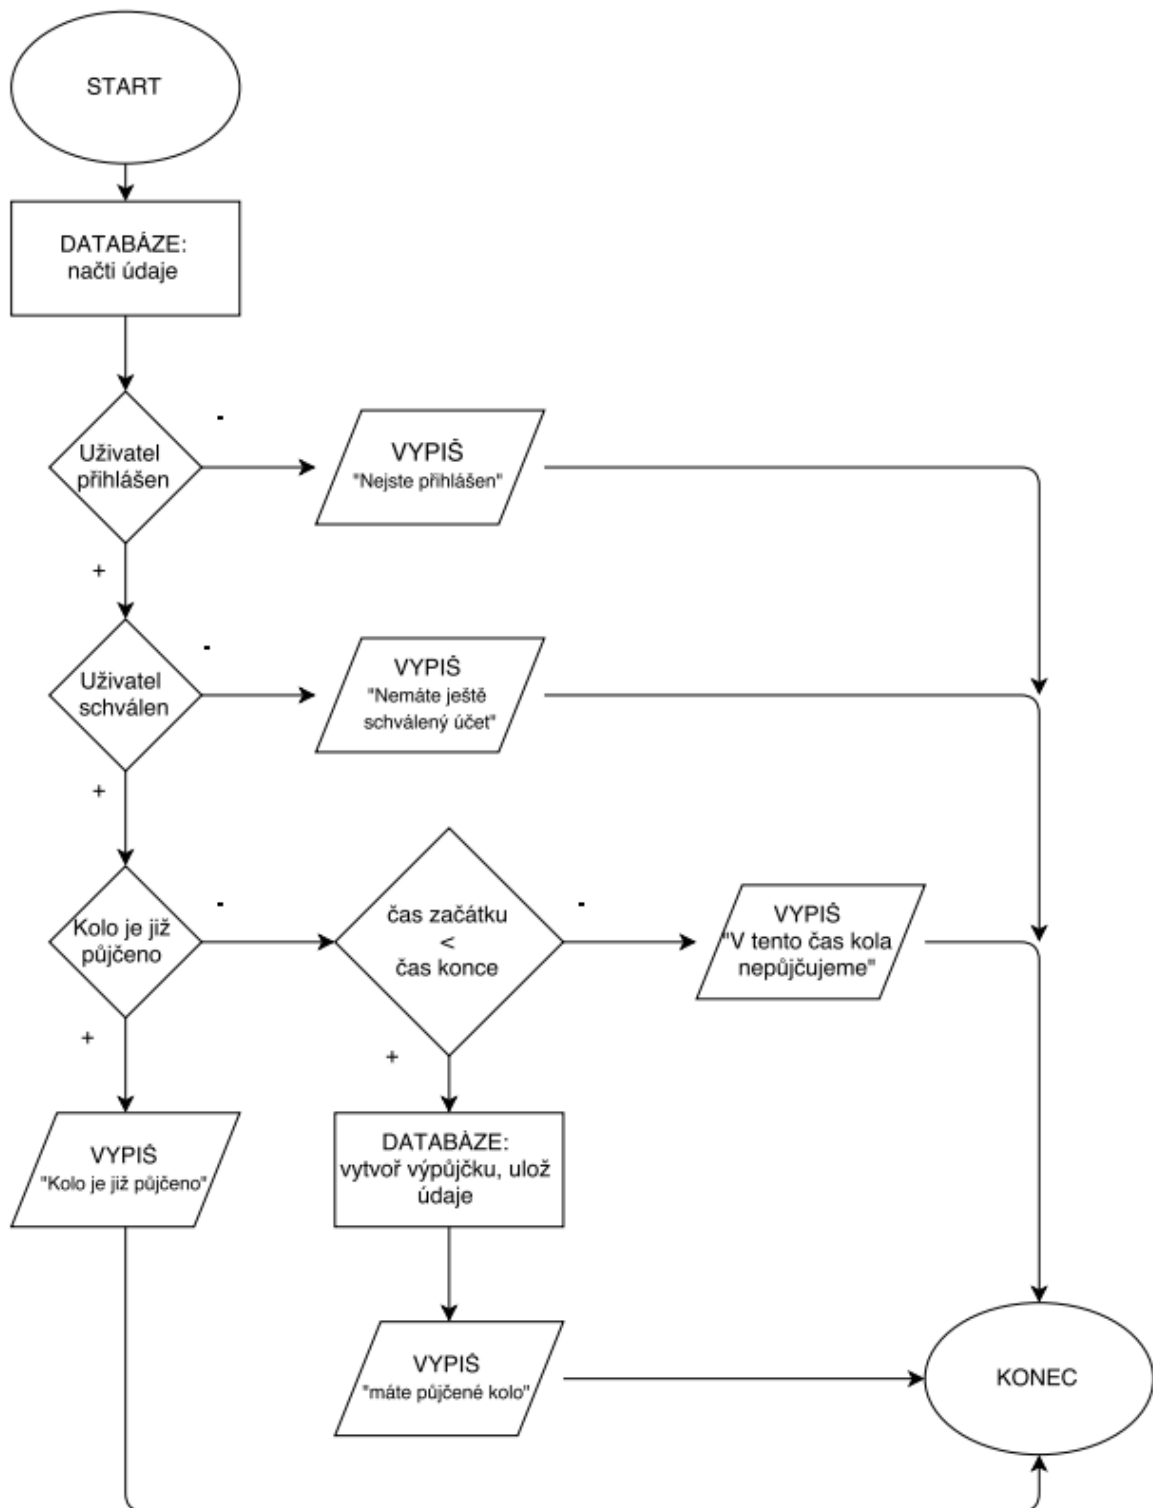 START
DATABÁZE:
načti údaje
-
Uživatel
přihlášen
VYPIŠ
"Nejste přihlášen"
+
-
Uživatel
schválen
VYPIŠ
"Nemáte ještě
schválený účet"
+
-
Kolo je již
půjčeno
čas začátku
<
čas konce
-
VYPIŠ
"V tento čas kola
nepůjčujeme"
+
+
VYPIŠ
"Kolo je již půjčeno"
DATABÁZE:
vytvoř výpůjčku, ulož
údaje
VYPIŠ
"máte půjčené kolo"
KONEC